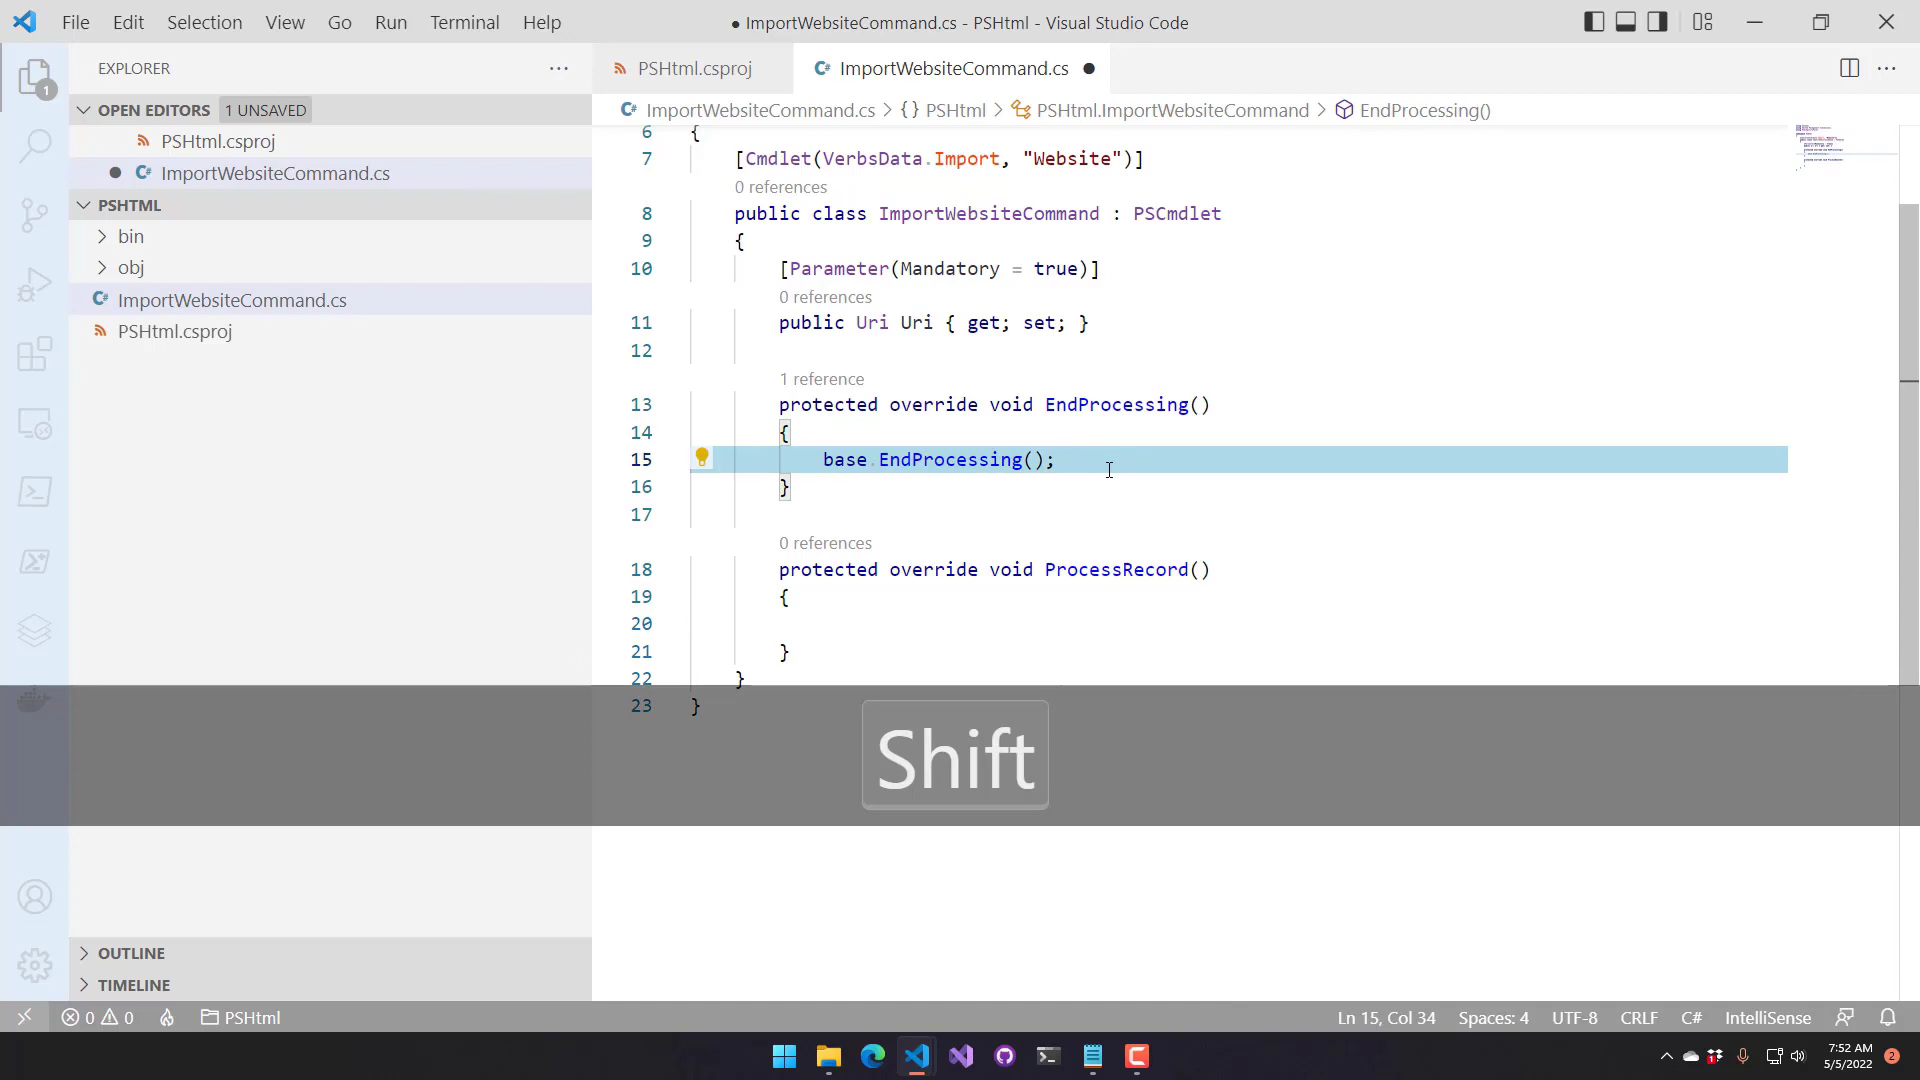 File Edit Selection View Go Run Terminal Help
● ImportWebsiteCommand.cs - PSHtml - Visual Studio Code
EXPLORER
PSHtml.csproj
ImportWebsiteCommand.cs
1
OPEN EDITORS 1 UNSAVED
PSHtml.csproj
ImportWebsiteCommand.cs
PSHTML
bin
obj
ImportWebsiteCommand.cs
PSHtml.csproj
OUTLINE
TIMELINE
ImportWebsiteCommand.cs > {} PSHtml > PSHtml.ImportWebsiteCommand > EndProcessing()
6 {
7 [Cmdlet(VerbsData.Import, "Website")]
0 references
8 public class ImportWebsiteCommand : PSCmdlet
9 {
10 [Parameter(Mandatory = true)]
0 references
11 public Uri Uri { get; set; }
12
1 reference
13 protected override void EndProcessing()
14 {
15 base.EndProcessing();
16 }
17
0 references
18 protected override void ProcessRecord()
19 {
20
21 }
22 }
23 }
Shift
0 0 PSHtml
Ln 15, Col 34 Spaces: 4 UTF-8 CRLF C# IntelliSense
7:52 AM
5/5/2022
2